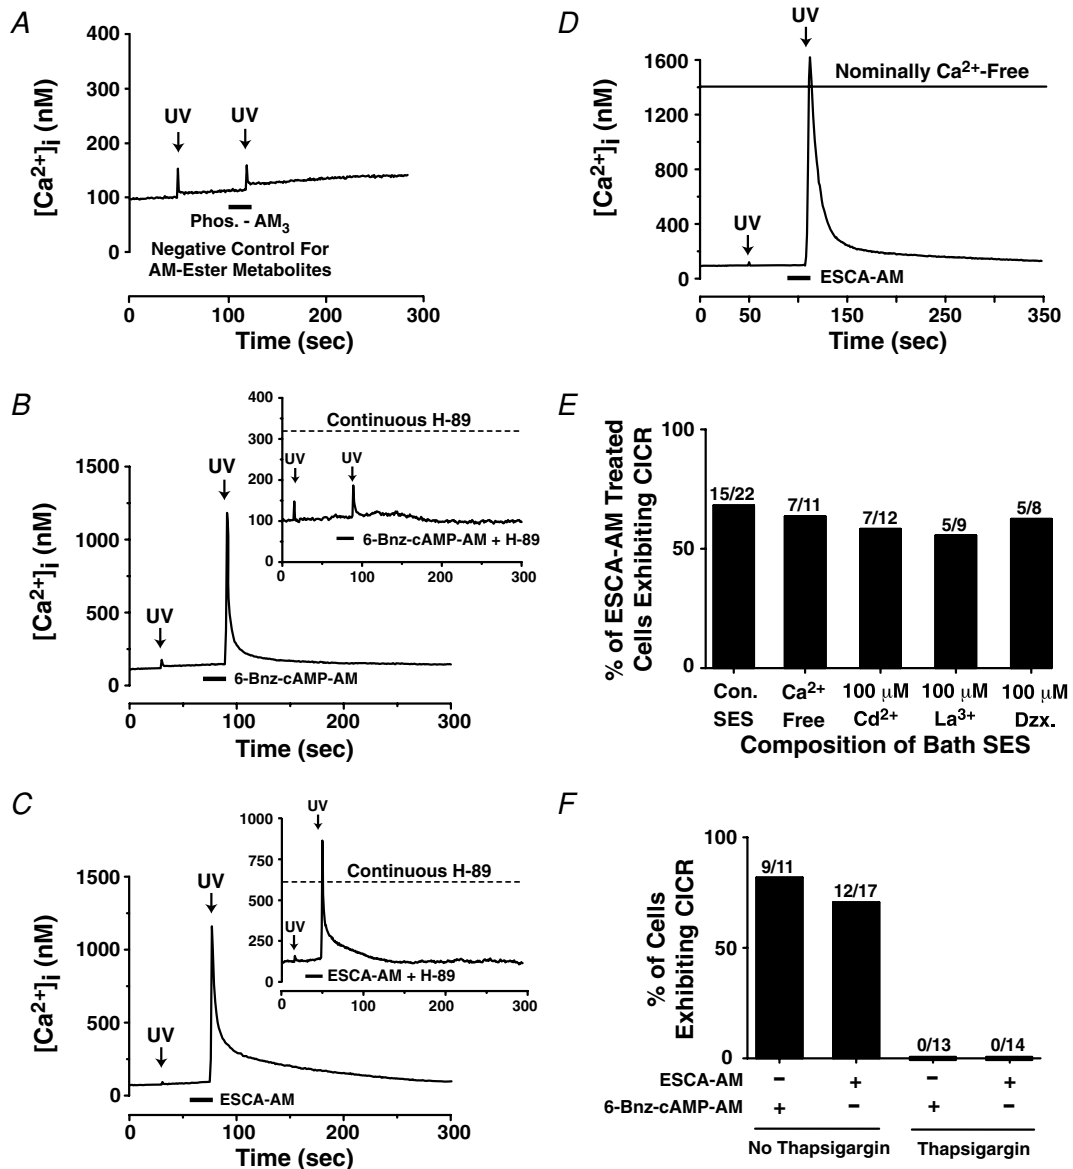 A
400
300
200
100
0
[Ca²⁺]i (nM)
UV
UV
Phos. - AM₃
Negative Control For
AM-Ester Metabolites
0 100 200 300
Time (sec)
B
1500
1000
500
0
[Ca²⁺]i (nM)
UV
UV
6-Bnz-cAMP-AM
0 100 200 300
Time (sec)
400
300
200
100
0
Continuous H-89
UV
UV
6-Bnz-cAMP-AM + H-89
0 100 200 300
C
1500
1000
500
0
[Ca²⁺]i (nM)
UV
UV
ESCA-AM
0 100 200 300
Time (sec)
1000
750
500
250
0
UV
Continuous H-89
UV
ESCA-AM + H-89
0 100 200 300
D
UV
1600
1200
800
400
0
[Ca²⁺]i (nM)
Nominally Ca²⁺-Free
UV
ESCA-AM
0 50 150 250 350
Time (sec)
E
100
50
0
% of ESCA-AM Treated
Cells Exhibiting CICR
15/22 7/11 7/12 5/9 5/8
Con. Ca²⁺ 100 μM 100 μM 100 μM
SES Free Cd²⁺ La³⁺ Dzx.
Composition of Bath SES
F
100
50
0
% of Cells
Exhibiting CICR
9/11 12/17 0/13 0/14
ESCA-AM − + − +
6-Bnz-cAMP-AM + − + −
No Thapsigargin Thapsigargin